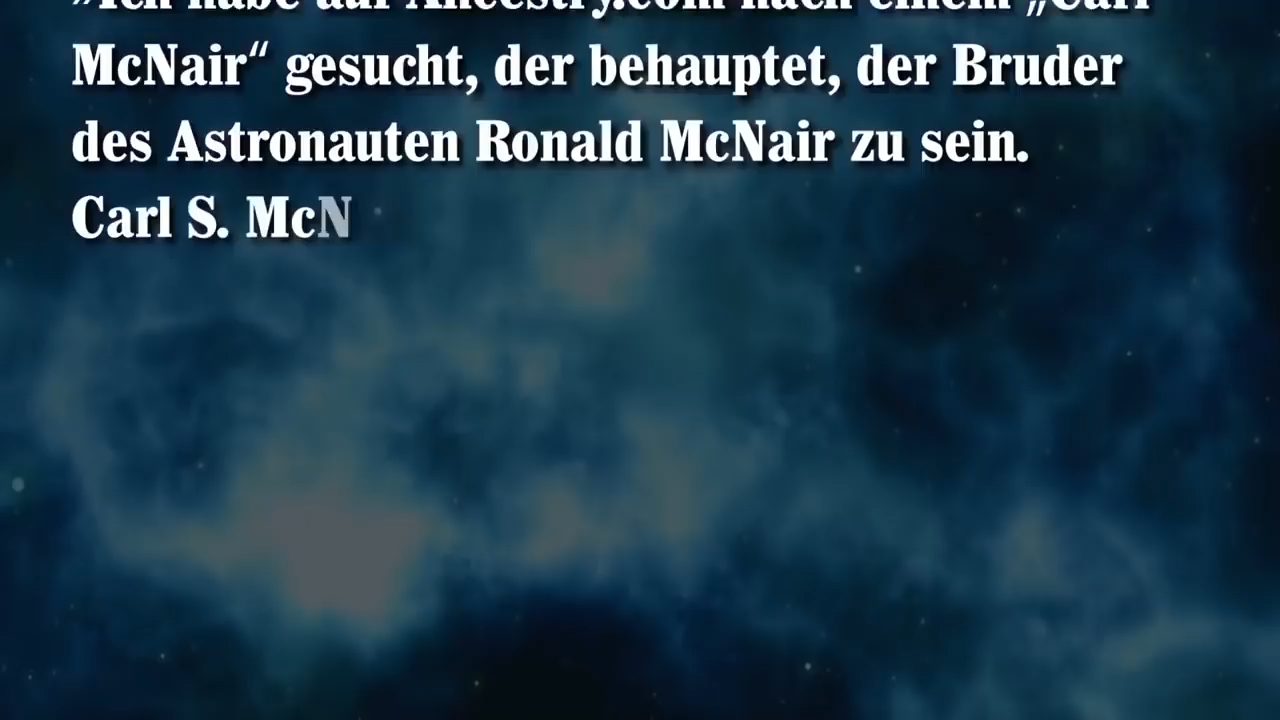 „Ich habe auf Ancestry.com nach einem „Carl
McNair“ gesucht, der behauptet, der Bruder
des Astronauten Ronald McNair zu sein.
Carl S. McN